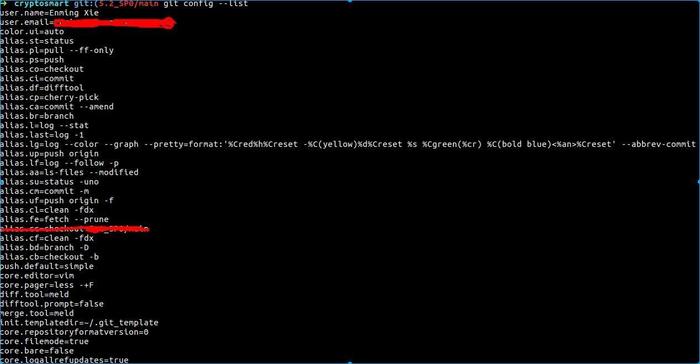 → cryptosmart git:(5.2_SP0/main git config --list
user.name=Enming Xie
user.email=
color.ui=auto
alias.st=status
alias.pl=pull --ff-only
alias.ps=push
alias.co=checkout
alias.ci=commit
alias.df=difftool
alias.cp=cherry-pick
alias.ca=commit --amend
alias.br=branch
alias.l=log --stat
alias.last=log -1
alias.lg=log --color --graph --pretty=format:'%Cred%h%Creset -%C(yellow)%d%Creset %s %Cgreen(%cr) %C(bold blue)<%an>%Creset' --abbrev-commit
alias.up=push origin
alias.lf=log --follow -p
alias.aa=ls-files --modified
alias.su=status -uno
alias.cm=commit -m
alias.uf=push origin -f
alias.cl=clean -fdx
alias.fe=fetch --prune
alias.cf=clean -fdx
alias.bd=branch -D
alias.cb=checkout -b
push.default=simple
core.editor=vim
core.pager=less -+F
diff.tool=meld
difftool.prompt=false
merge.tool=meld
init.templatedir=~/.git_template
core.repositoryformatversion=0
core.filemode=true
core.bare=false
core.logallrefupdates=true